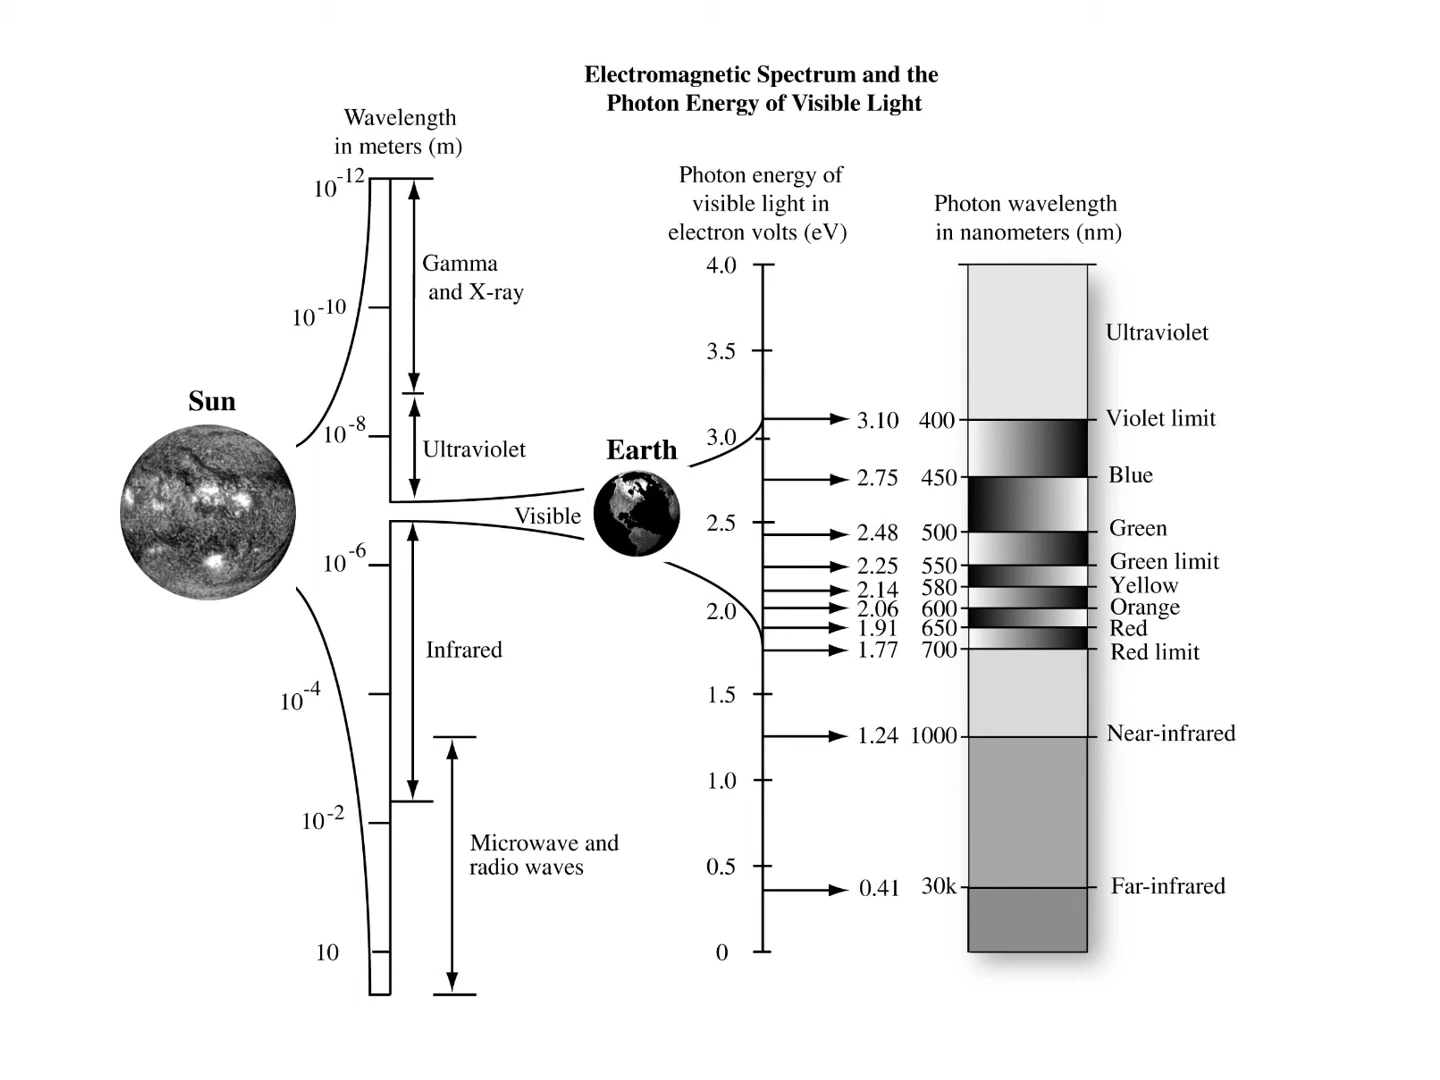 Electromagnetic Spectrum and the
Photon Energy of Visible Light
Wavelength
in meters (m)
10⁻¹²
10⁻¹⁰
10⁻⁸
10⁻⁶
10⁻⁴
10⁻²
10
Sun
Gamma
and X-ray
Ultraviolet
Visible
Infrared
Microwave and
radio waves
Earth
Photon energy of
visible light in
electron volts (eV)
4.0
3.5
3.0
2.5
2.0
1.5
1.0
0.5
0
Photon wavelength
in nanometers (nm)
Ultraviolet
3.10 400 Violet limit
2.75 450 Blue
2.48 500 Green
2.25 550 Green limit
2.14 580 Yellow
2.06 600 Orange
1.91 650 Red
1.77 700 Red limit
1.24 1000 Near-infrared
0.41 30k Far-infrared